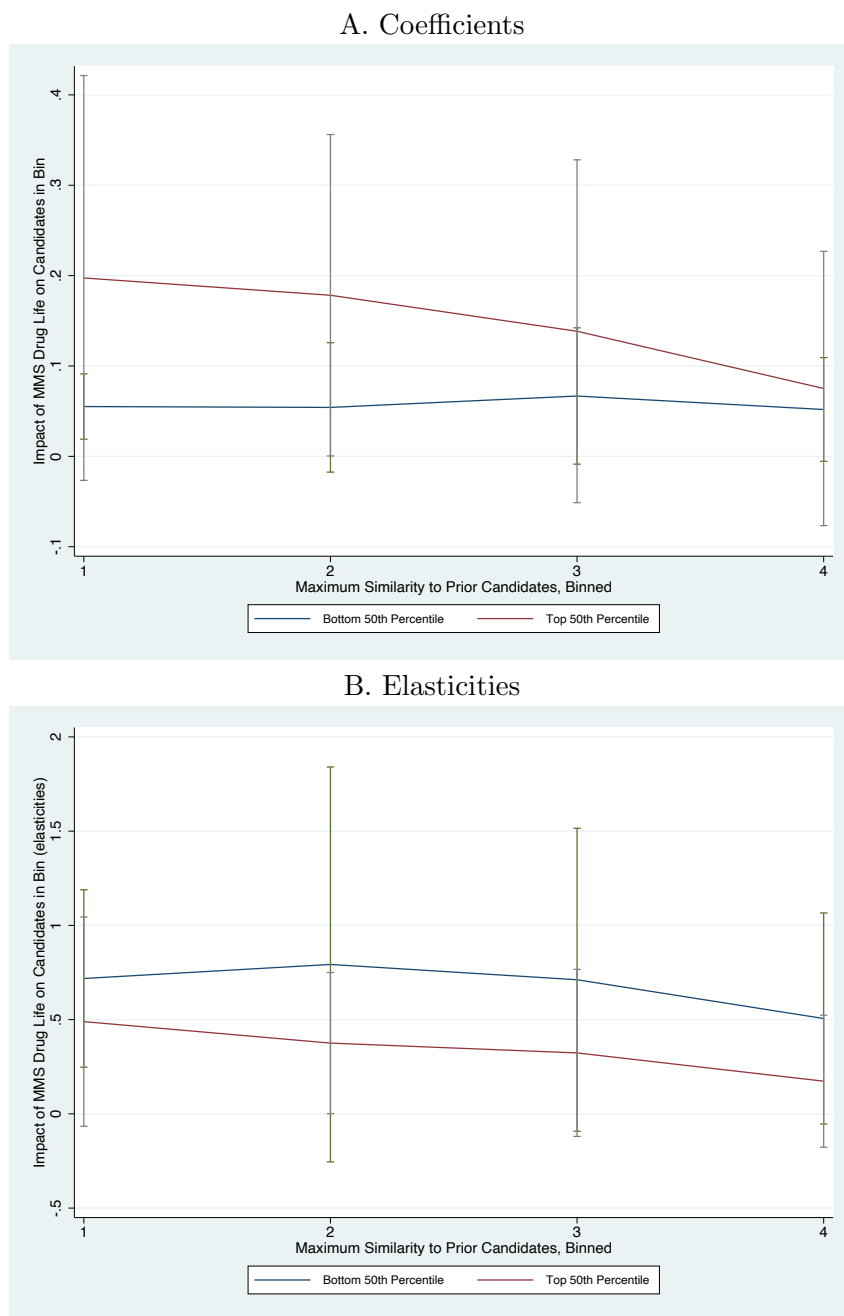 A. Coefficients
Impact of MMS Drug Life on Candidates in Bin
.4
.3
.2
.1
0
-.1
1 2 3 4
Maximum Similarity to Prior Candidates, Binned
Bottom 50th Percentile Top 50th Percentile
B. Elasticities
Impact of MMS Drug Life on Candidates in Bin (elasticities)
2
1.5
1
.5
0
-.5
1 2 3 4
Maximum Similarity to Prior Candidates, Binned
Bottom 50th Percentile Top 50th Percentile